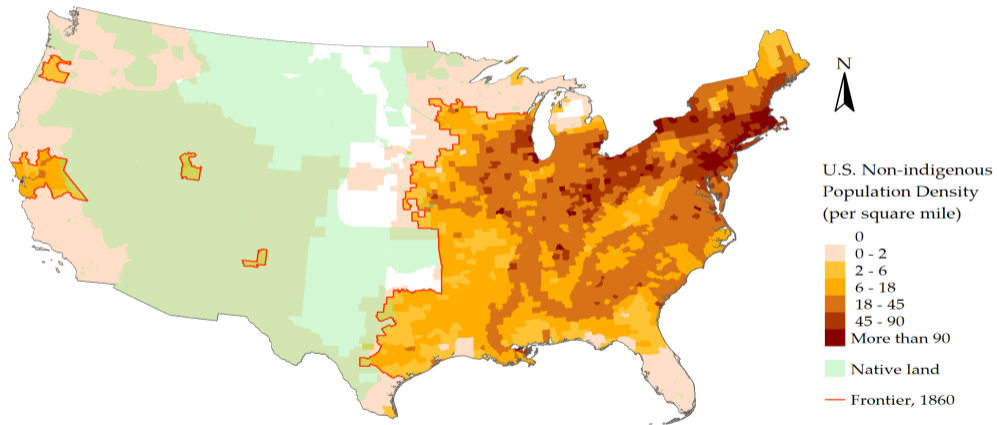 N
U.S. Non-indigenous
Population Density
(per square mile)
0
0 - 2
2 - 6
6 - 18
18 - 45
45 - 90
More than 90
Native land
Frontier, 1860